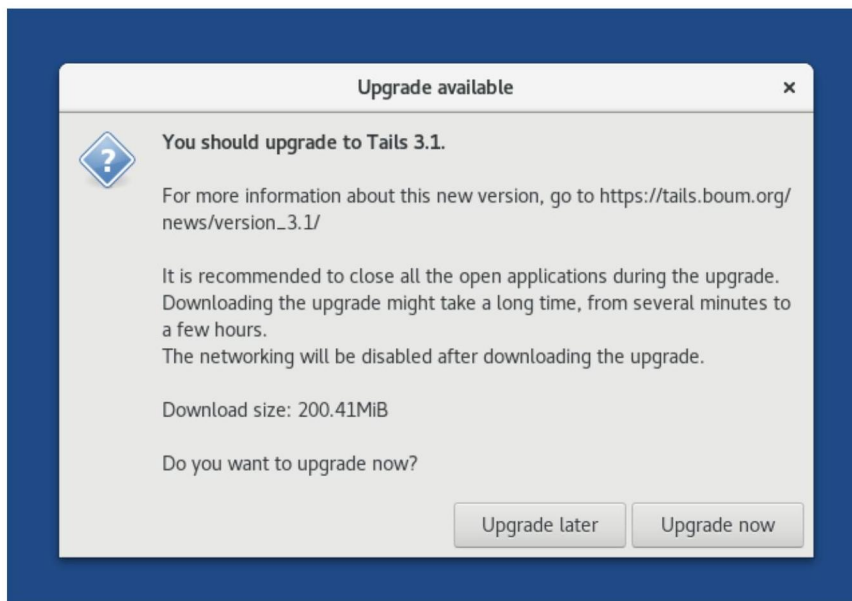 Upgrade available
You should upgrade to Tails 3.1.
For more information about this new version, go to https://tails.boum.org/
news/version_3.1/
It is recommended to close all the open applications during the upgrade.
Downloading the upgrade might take a long time, from several minutes to
a few hours.
The networking will be disabled after downloading the upgrade.
Download size: 200.41MiB
Do you want to upgrade now?
Upgrade later
Upgrade now